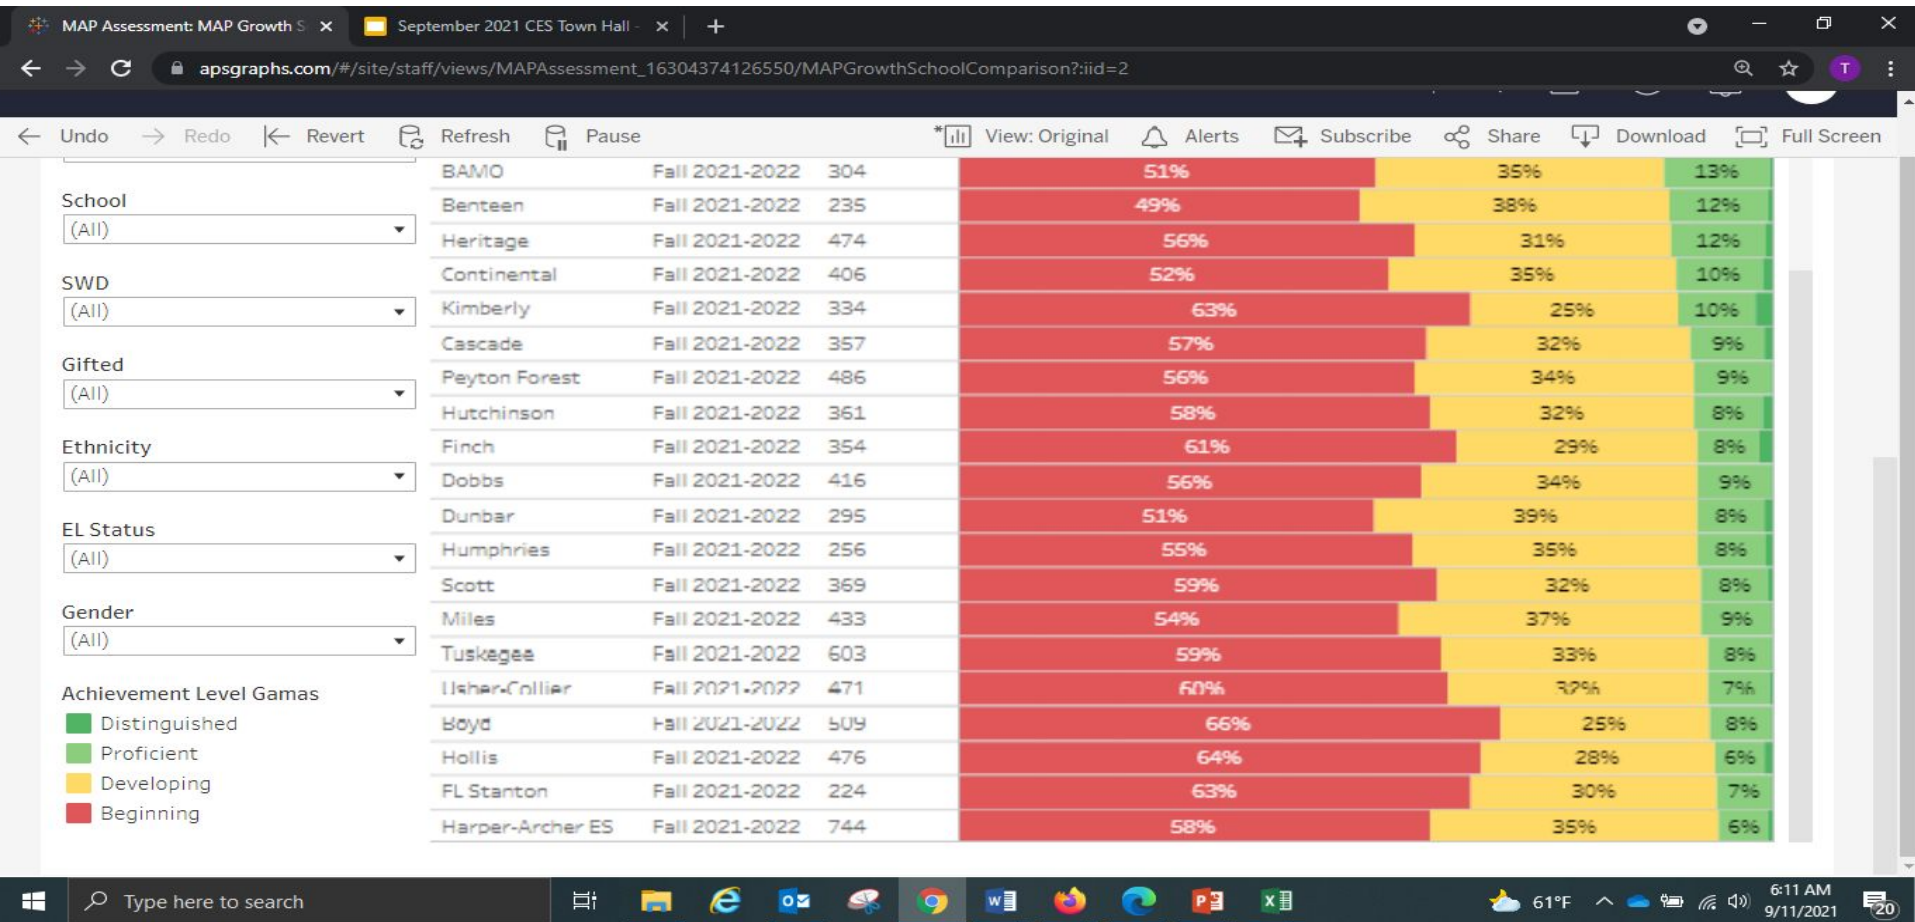 MAP Assessment: MAP Growth S
September 2021 CES Town Hall -
apsgraphs.com/#/site/staff/views/MAPAssessment_16304374126550/MAPGrowthSchoolComparison?:iid=2
T
Undo Redo Revert Refresh Pause View: Original Alerts Subscribe Share Download Full Screen
School
(All)
SWD
(All)
Gifted
(All)
Ethnicity
(All)
EL Status
(All)
Gender
(All)
Achievement Level Gamas
Distinguished
Proficient
Developing
Beginning
BAMO Fall 2021-2022 304 51% 35% 13%
Benteen Fall 2021-2022 235 49% 38% 12%
Heritage Fall 2021-2022 474 56% 31% 12%
Continental Fall 2021-2022 406 52% 35% 10%
Kimberly Fall 2021-2022 334 63% 25% 10%
Cascade Fall 2021-2022 357 57% 32% 9%
Peyton Forest Fall 2021-2022 486 56% 34% 9%
Hutchinson Fall 2021-2022 361 58% 32% 8%
Finch Fall 2021-2022 354 61% 29% 8%
Dobbs Fall 2021-2022 416 56% 34% 9%
Dunbar Fall 2021-2022 295 51% 39% 8%
Humphries Fall 2021-2022 256 55% 35% 8%
Scott Fall 2021-2022 369 59% 32% 8%
Miles Fall 2021-2022 433 54% 37% 9%
Tuskegee Fall 2021-2022 603 59% 33% 8%
Usher-Collier Fall 2021-2022 471 60% 32% 7%
Boyd Fall 2021-2022 509 66% 25% 8%
Hollis Fall 2021-2022 476 64% 28% 6%
FL Stanton Fall 2021-2022 224 63% 30% 7%
Harper-Archer ES Fall 2021-2022 744 58% 35% 6%
Type here to search
61°F
6:11 AM
9/11/2021
20